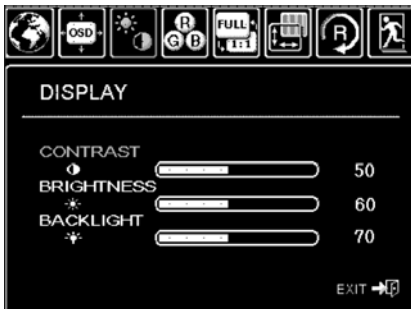 OSD R G B FULL 1:1 R
DISPLAY
CONTRAST
50
BRIGHTNESS
60
BACKLIGHT
70
EXIT